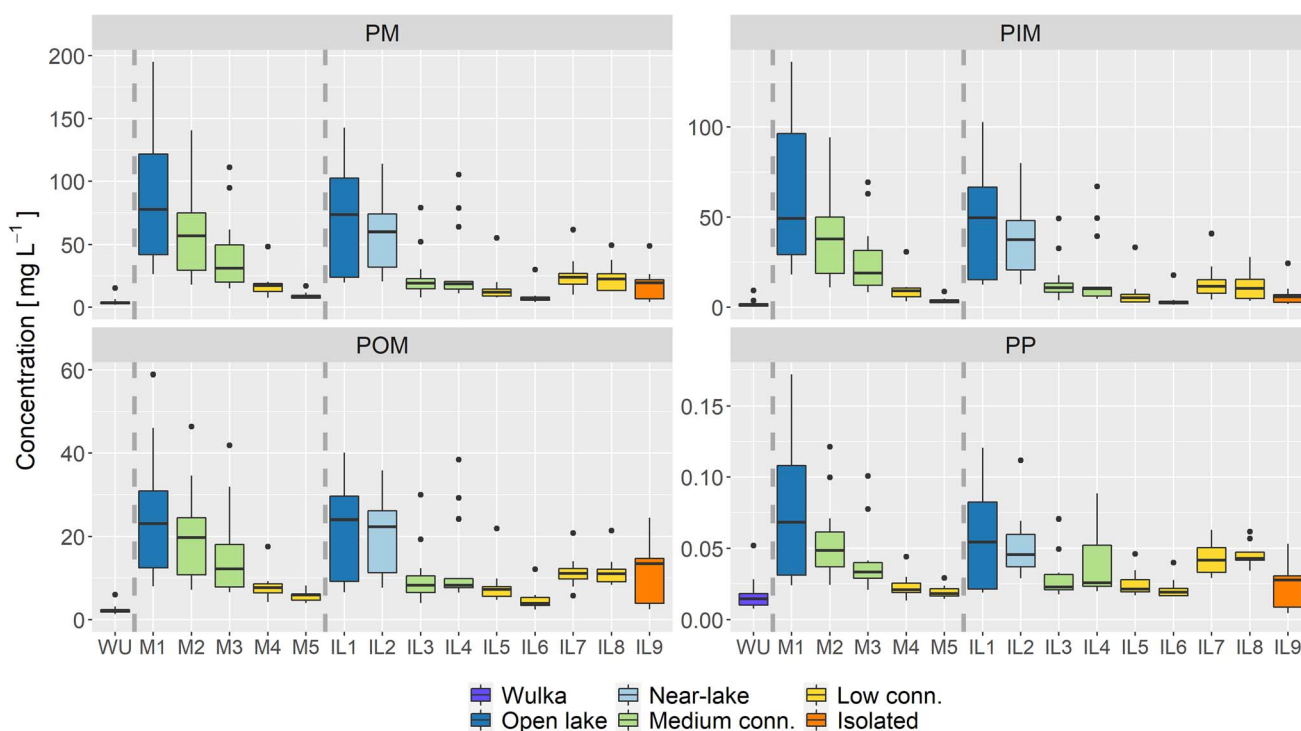 PM
PIM
200
150
100
50
0
100
50
0
Concentration [mg L⁻¹]
POM
PP
60
40
20
0
0.15
0.10
0.05
0.00
WU M1 M2 M3 M4 M5 IL1 IL2 IL3 IL4 IL5 IL6 IL7 IL8 IL9
WU M1 M2 M3 M4 M5 IL1 IL2 IL3 IL4 IL5 IL6 IL7 IL8 IL9
Wulka Near-lake Low conn.
Open lake Medium conn. Isolated